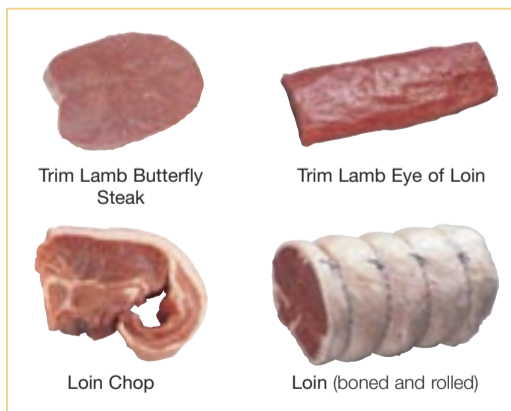 Trim Lamb Butterfly
Steak
Trim Lamb Eye of Loin
Loin Chop
Loin (boned and rolled)